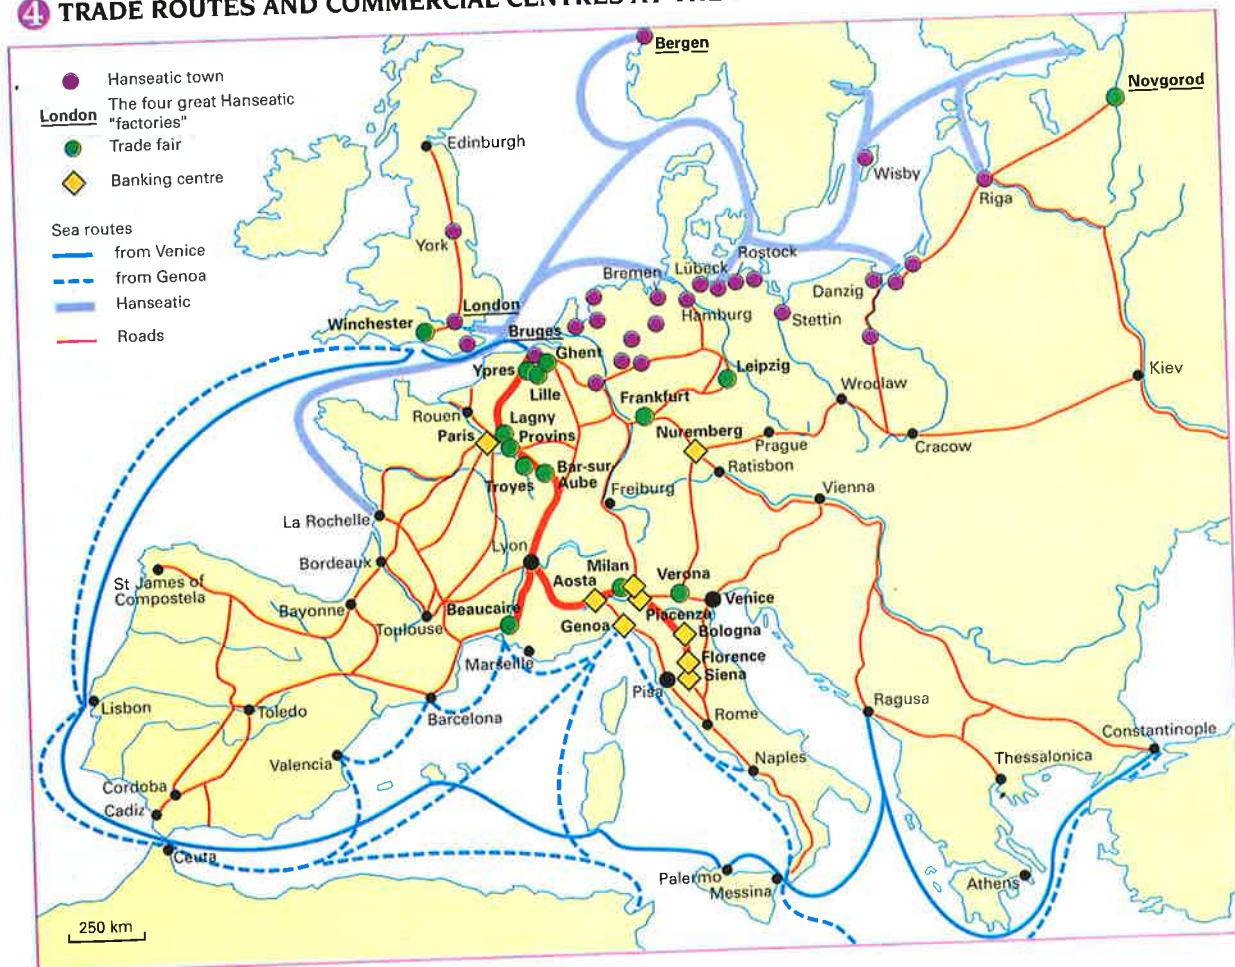 4 TRADE ROUTES AND COMMERCIAL CENTRES AT THE
Hanseatic town
London The four great Hanseatic
"factories"
Trade fair
Banking centre
Sea routes
from Venice
from Genoa
Hanseatic
Roads
250 km
Bergen
Novgorod
Edinburgh
Wisby
Riga
York
Rostock
Lübeck
Bremen
Danzig
London
Hamburg
Stettin
Winchester
Bruges
Ghent
Ypres
Leipzig
Kiev
Lille
Wroclaw
Frankfurt
Rouen
Lagny
Paris
Provins
Nuremberg
Prague
Cracow
Bar-sur-
Aube
Ratisbon
Troyes
Freiburg
Vienna
La Rochelle
Lyon
Bordeaux
Milan
Verona
St James of
Compostela
Aosta
Venice
Bayonne
Beaucaire
Piacenza
Toulouse
Genoa
Bologna
Marseille
Florence
Siena
Pisa
Lisbon
Toledo
Barcelona
Rome
Ragusa
Constantinople
Valencia
Naples
Thessalonica
Cordoba
Cadiz
Ceuta
Palermo
Messina
Athens